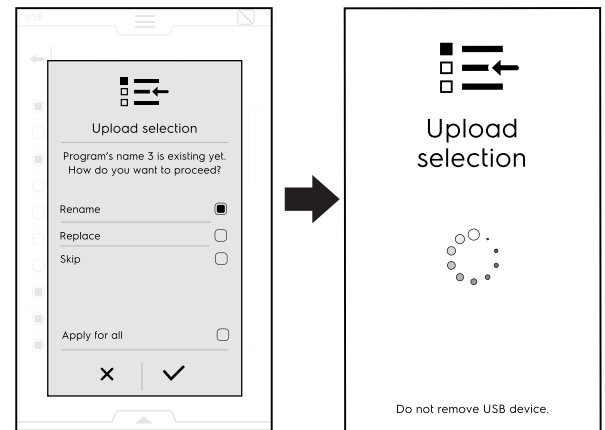 USB
Upload selection
Program's name 3 is existing yet.
How do you want to proceed?
Rename
Replace
Skip
Apply for all
Upload
selection
Do not remove USB device.